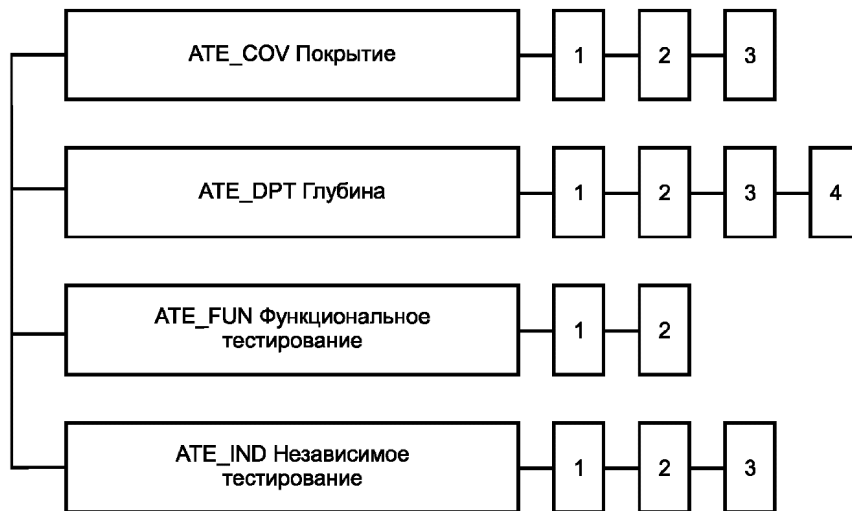 ATE_COV Покрытие 1 2 3
ATE_DPT Глубина 1 2 3 4
ATE_FUN Функциональное
тестирование 1 2
ATE_IND Независимое
тестирование 1 2 3